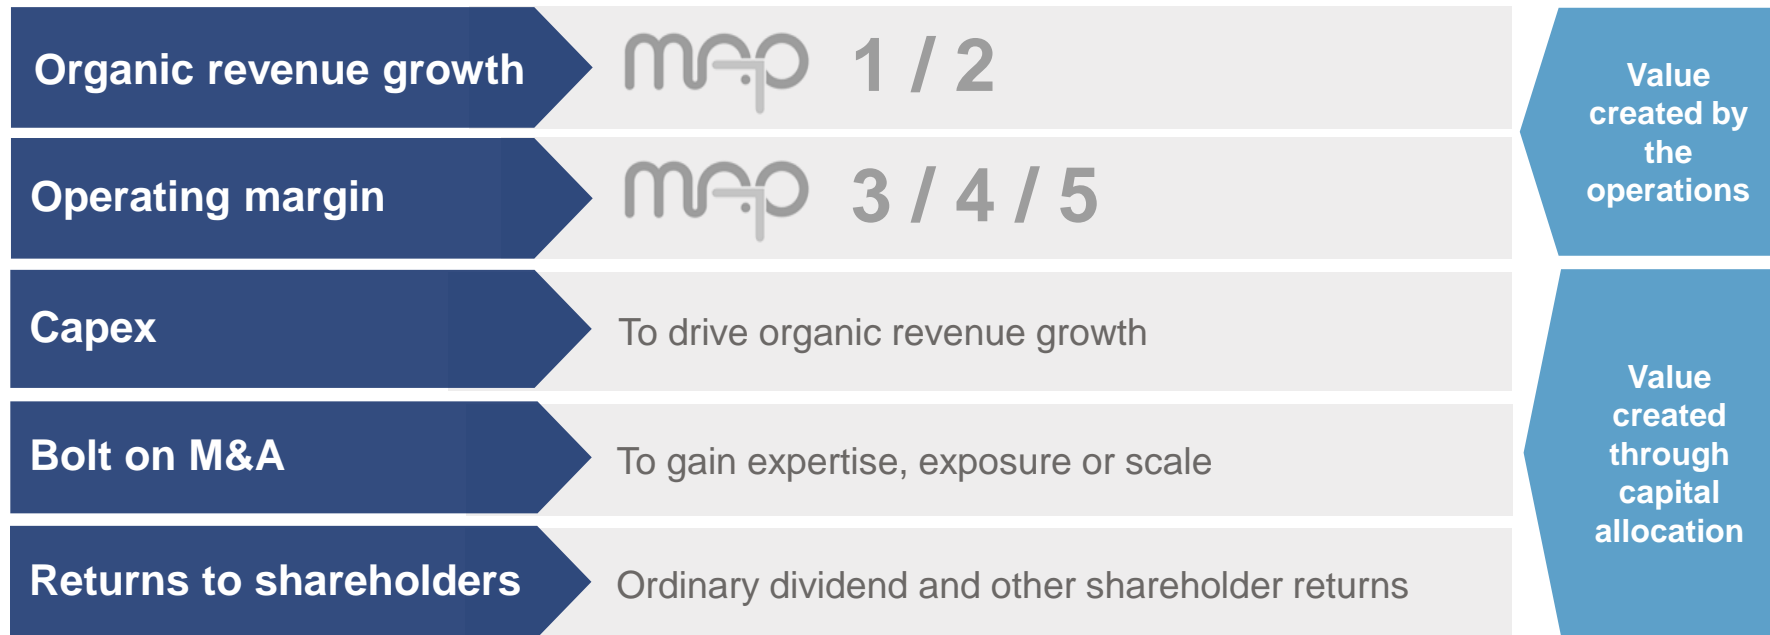 Organic revenue growth
map 1 / 2
Operating margin
map 3 / 4 / 5
Value
created by
the
operations
Capex
To drive organic revenue growth
Bolt on M&A
To gain expertise, exposure or scale
Returns to shareholders
Ordinary dividend and other shareholder returns
Value
created
through
capital
allocation